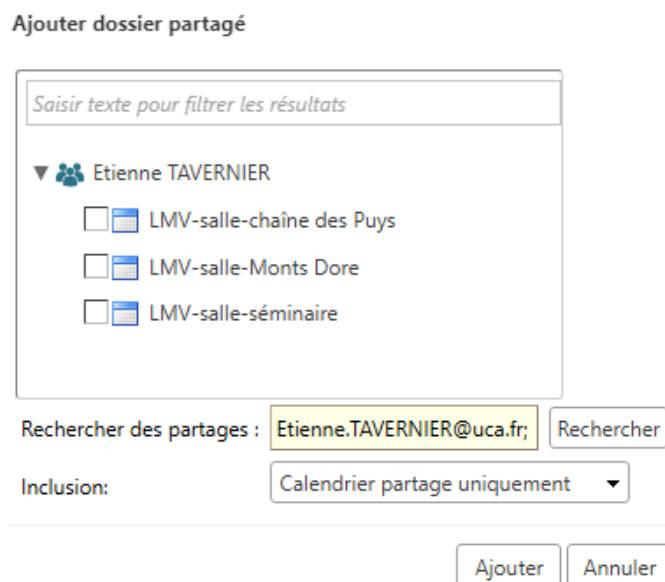 Ajouter dossier partagé
Saisir texte pour filtrer les résultats
Etienne TAVERNIER
LMV-salle-chaîne des Puys
LMV-salle-Monts Dore
LMV-salle-séminaire
Rechercher des partages : Etienne.TAVERNIER@uca.fr; Rechercher
Inclusion: Calendrier partage uniquement
Ajouter Annuler